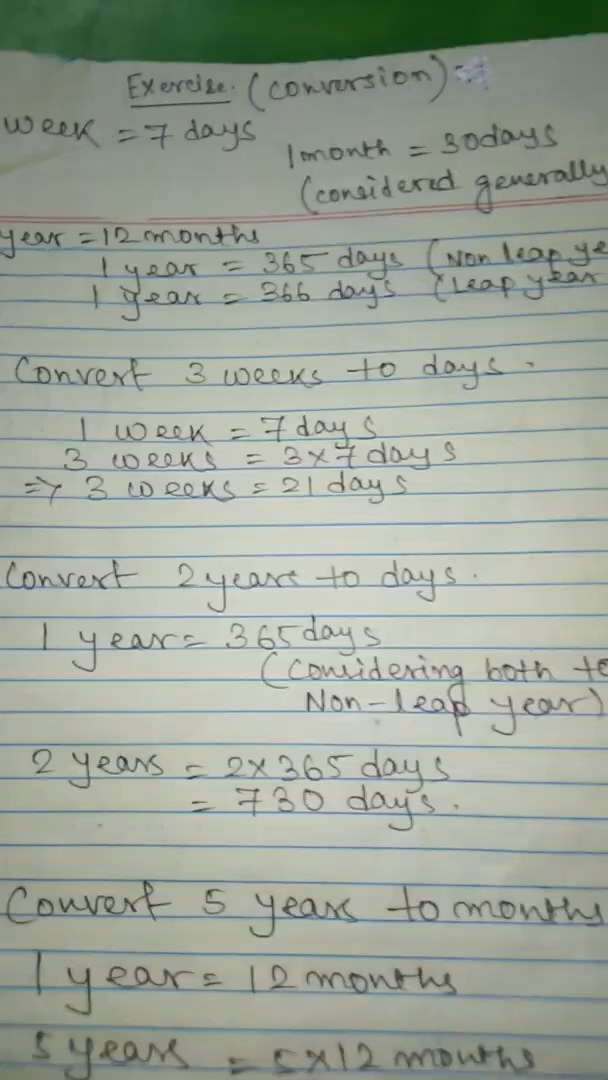 Exercise. (conversion)
week = 7 days
1 month = 30 days
(considered generally
year = 12 months
1 year = 365 days (Non leap ye
1 year = 366 days (Leap year
Convert 3 weeks to days.
1 week = 7 days
3 weeks = 3x7 days
=> 3 weeks = 21 days
Convert 2 years to days.
1 year = 365 days
(Considering both to
Non-leap year)
2 years = 2x365 days
= 730 days.
Convert 5 years to months
1 year = 12 months
5 years = 5x12 months